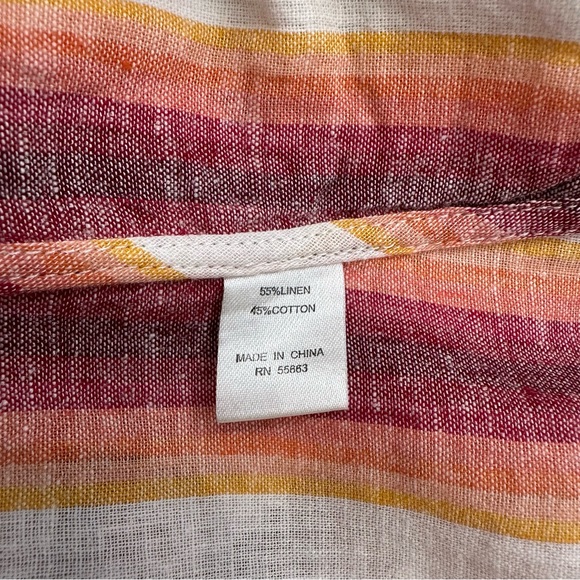 55%LINEN
45%COTTON
MADE IN CHINA
RN 55863